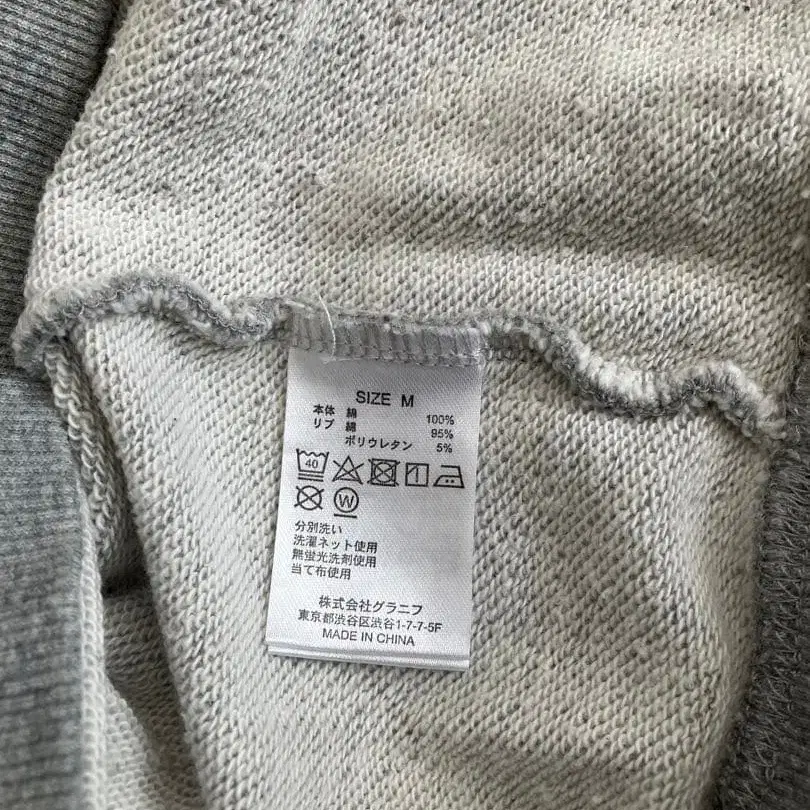 SIZE M
本体 綿 100%
リブ 綿 95%
ポリウレタン 5%
40
W
分別洗い
洗濯ネット使用
無蛍光洗剤使用
当て布使用
株式会社グラニフ
東京都渋谷区渋谷1-7-7-5F
MADE IN CHINA